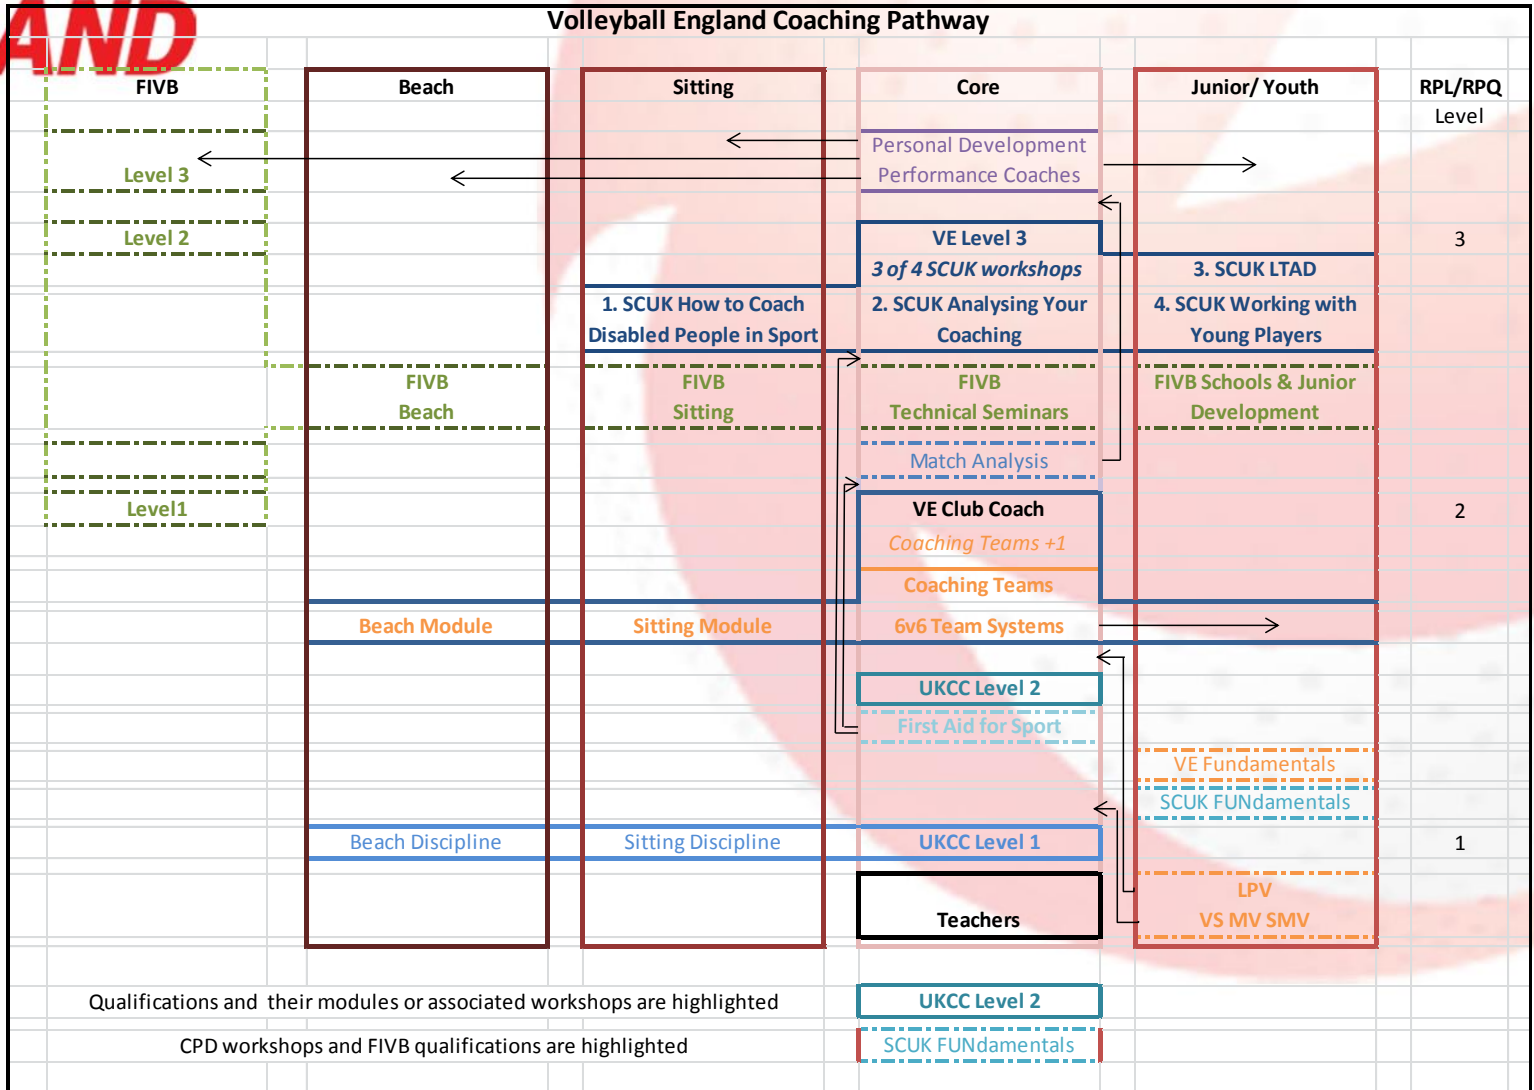 AND
Volleyball England Coaching Pathway
FIVB
Beach
Sitting
Core
Junior/ Youth
RPL/RPQ
Level
Personal Development
Performance Coaches
Level 3
Level 2
VE Level 3
3
3 of 4 SCUK workshops
3. SCUK LTAD
1. SCUK How to Coach
Disabled People in Sport
2. SCUK Analysing Your
Coaching
4. SCUK Working with
Young Players
FIVB
Beach
FIVB
Sitting
FIVB
Technical Seminars
FIVB Schools & Junior
Development
Match Analysis
Level1
VE Club Coach
2
Coaching Teams +1
Coaching Teams
Beach Module
Sitting Module
6v6 Team Systems
UKCC Level 2
First Aid for Sport
VE Fundamentals
SCUK FUNdamentals
Beach Discipline
Sitting Discipline
UKCC Level 1
1
Teachers
LPV
VS MV SMV
Qualifications and their modules or associated workshops are highlighted
UKCC Level 2
CPD workshops and FIVB qualifications are highlighted
SCUK FUNdamentals